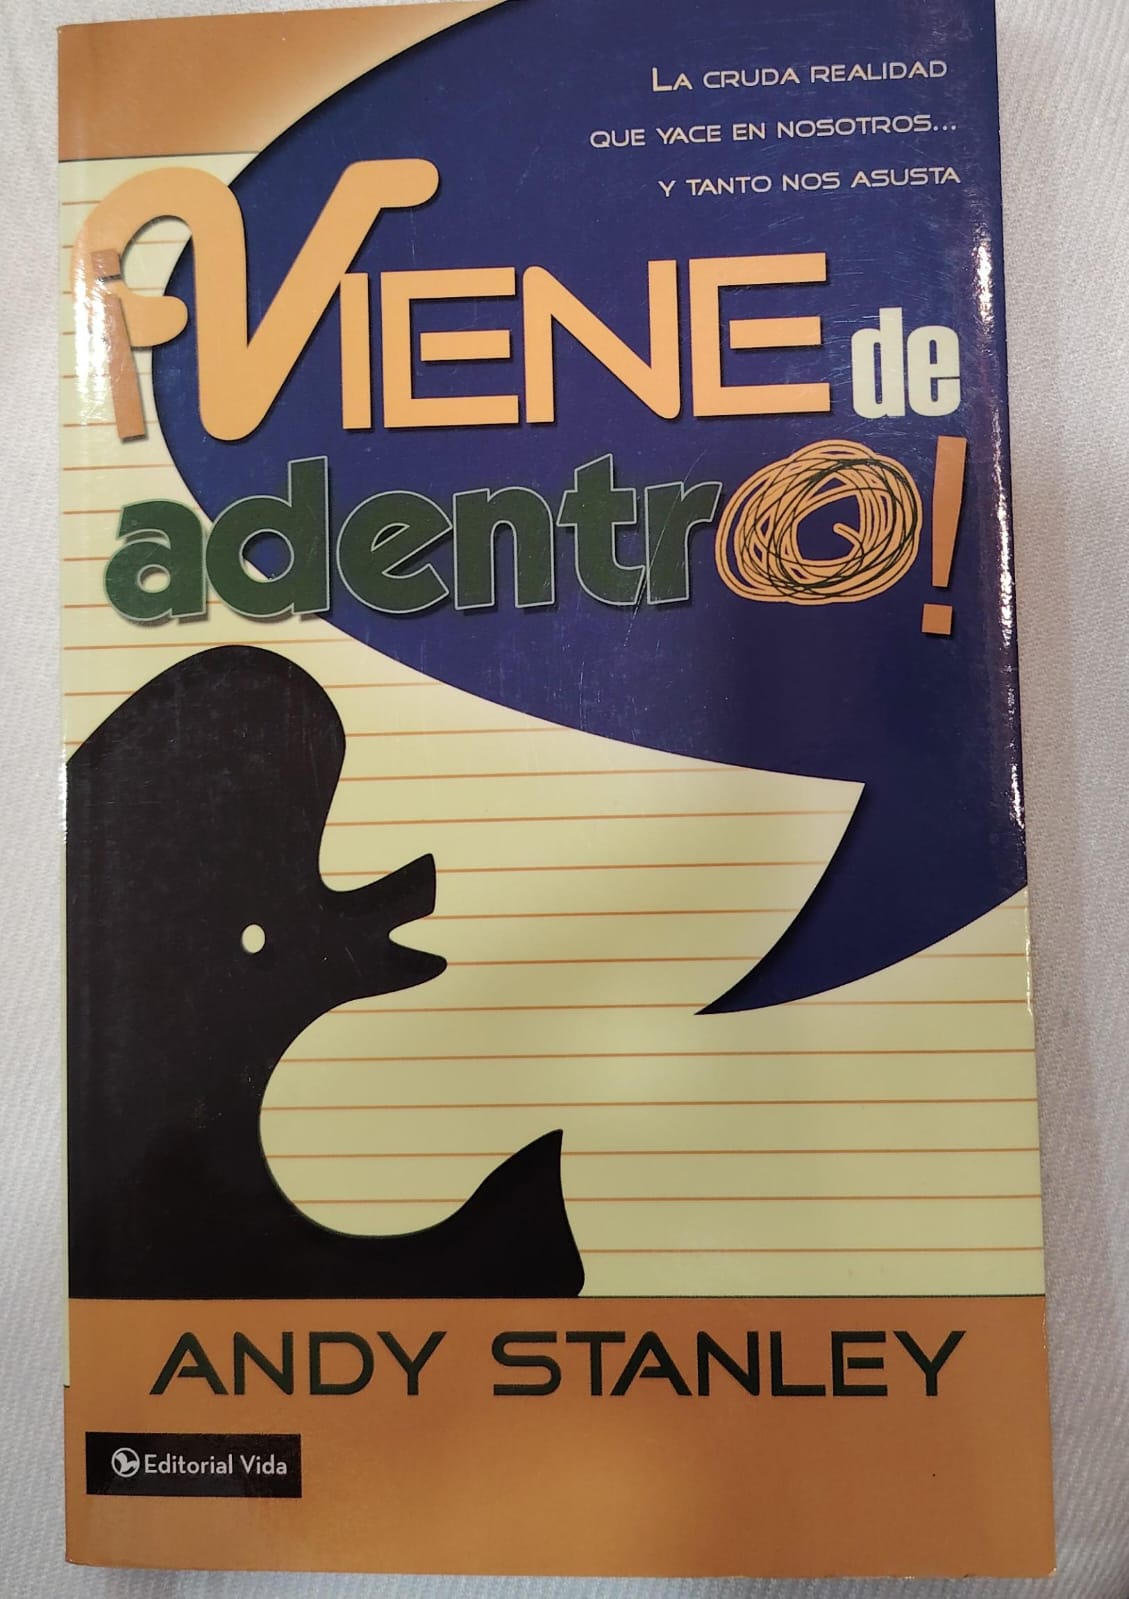 La cruda realidad
que yace en nosotros...
y tanto nos asusta
¡Viene de
adentro!
ANDY STANLEY
Editorial Vida